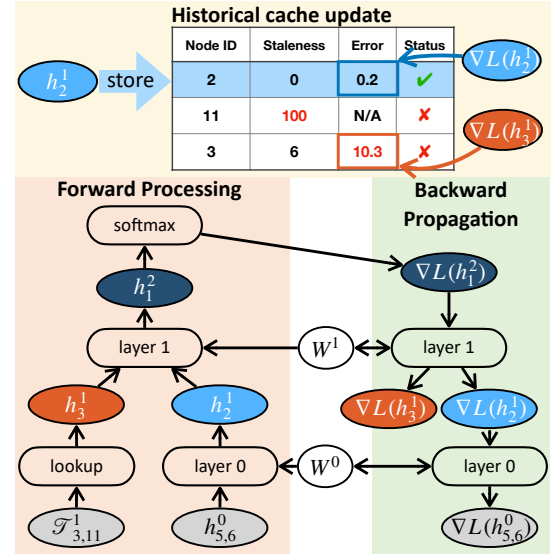 Historical cache update
Node ID Staleness Error Status
h_2^1 store 2 0 0.2 ✔ ∇L(h_2^1)
11 100 N/A ✘
3 6 10.3 ✘ ∇L(h_3^1)
Forward Processing
Backward
Propagation
softmax
h_1^2
∇L(h_1^2)
layer 1
W^1
layer 1
h_3^1
h_2^1
∇L(h_3^1)
∇L(h_2^1)
lookup
layer 0
W^0
layer 0
𝒯_{3,11}^1
h_{5,6}^0
∇L(h_{5,6}^0)